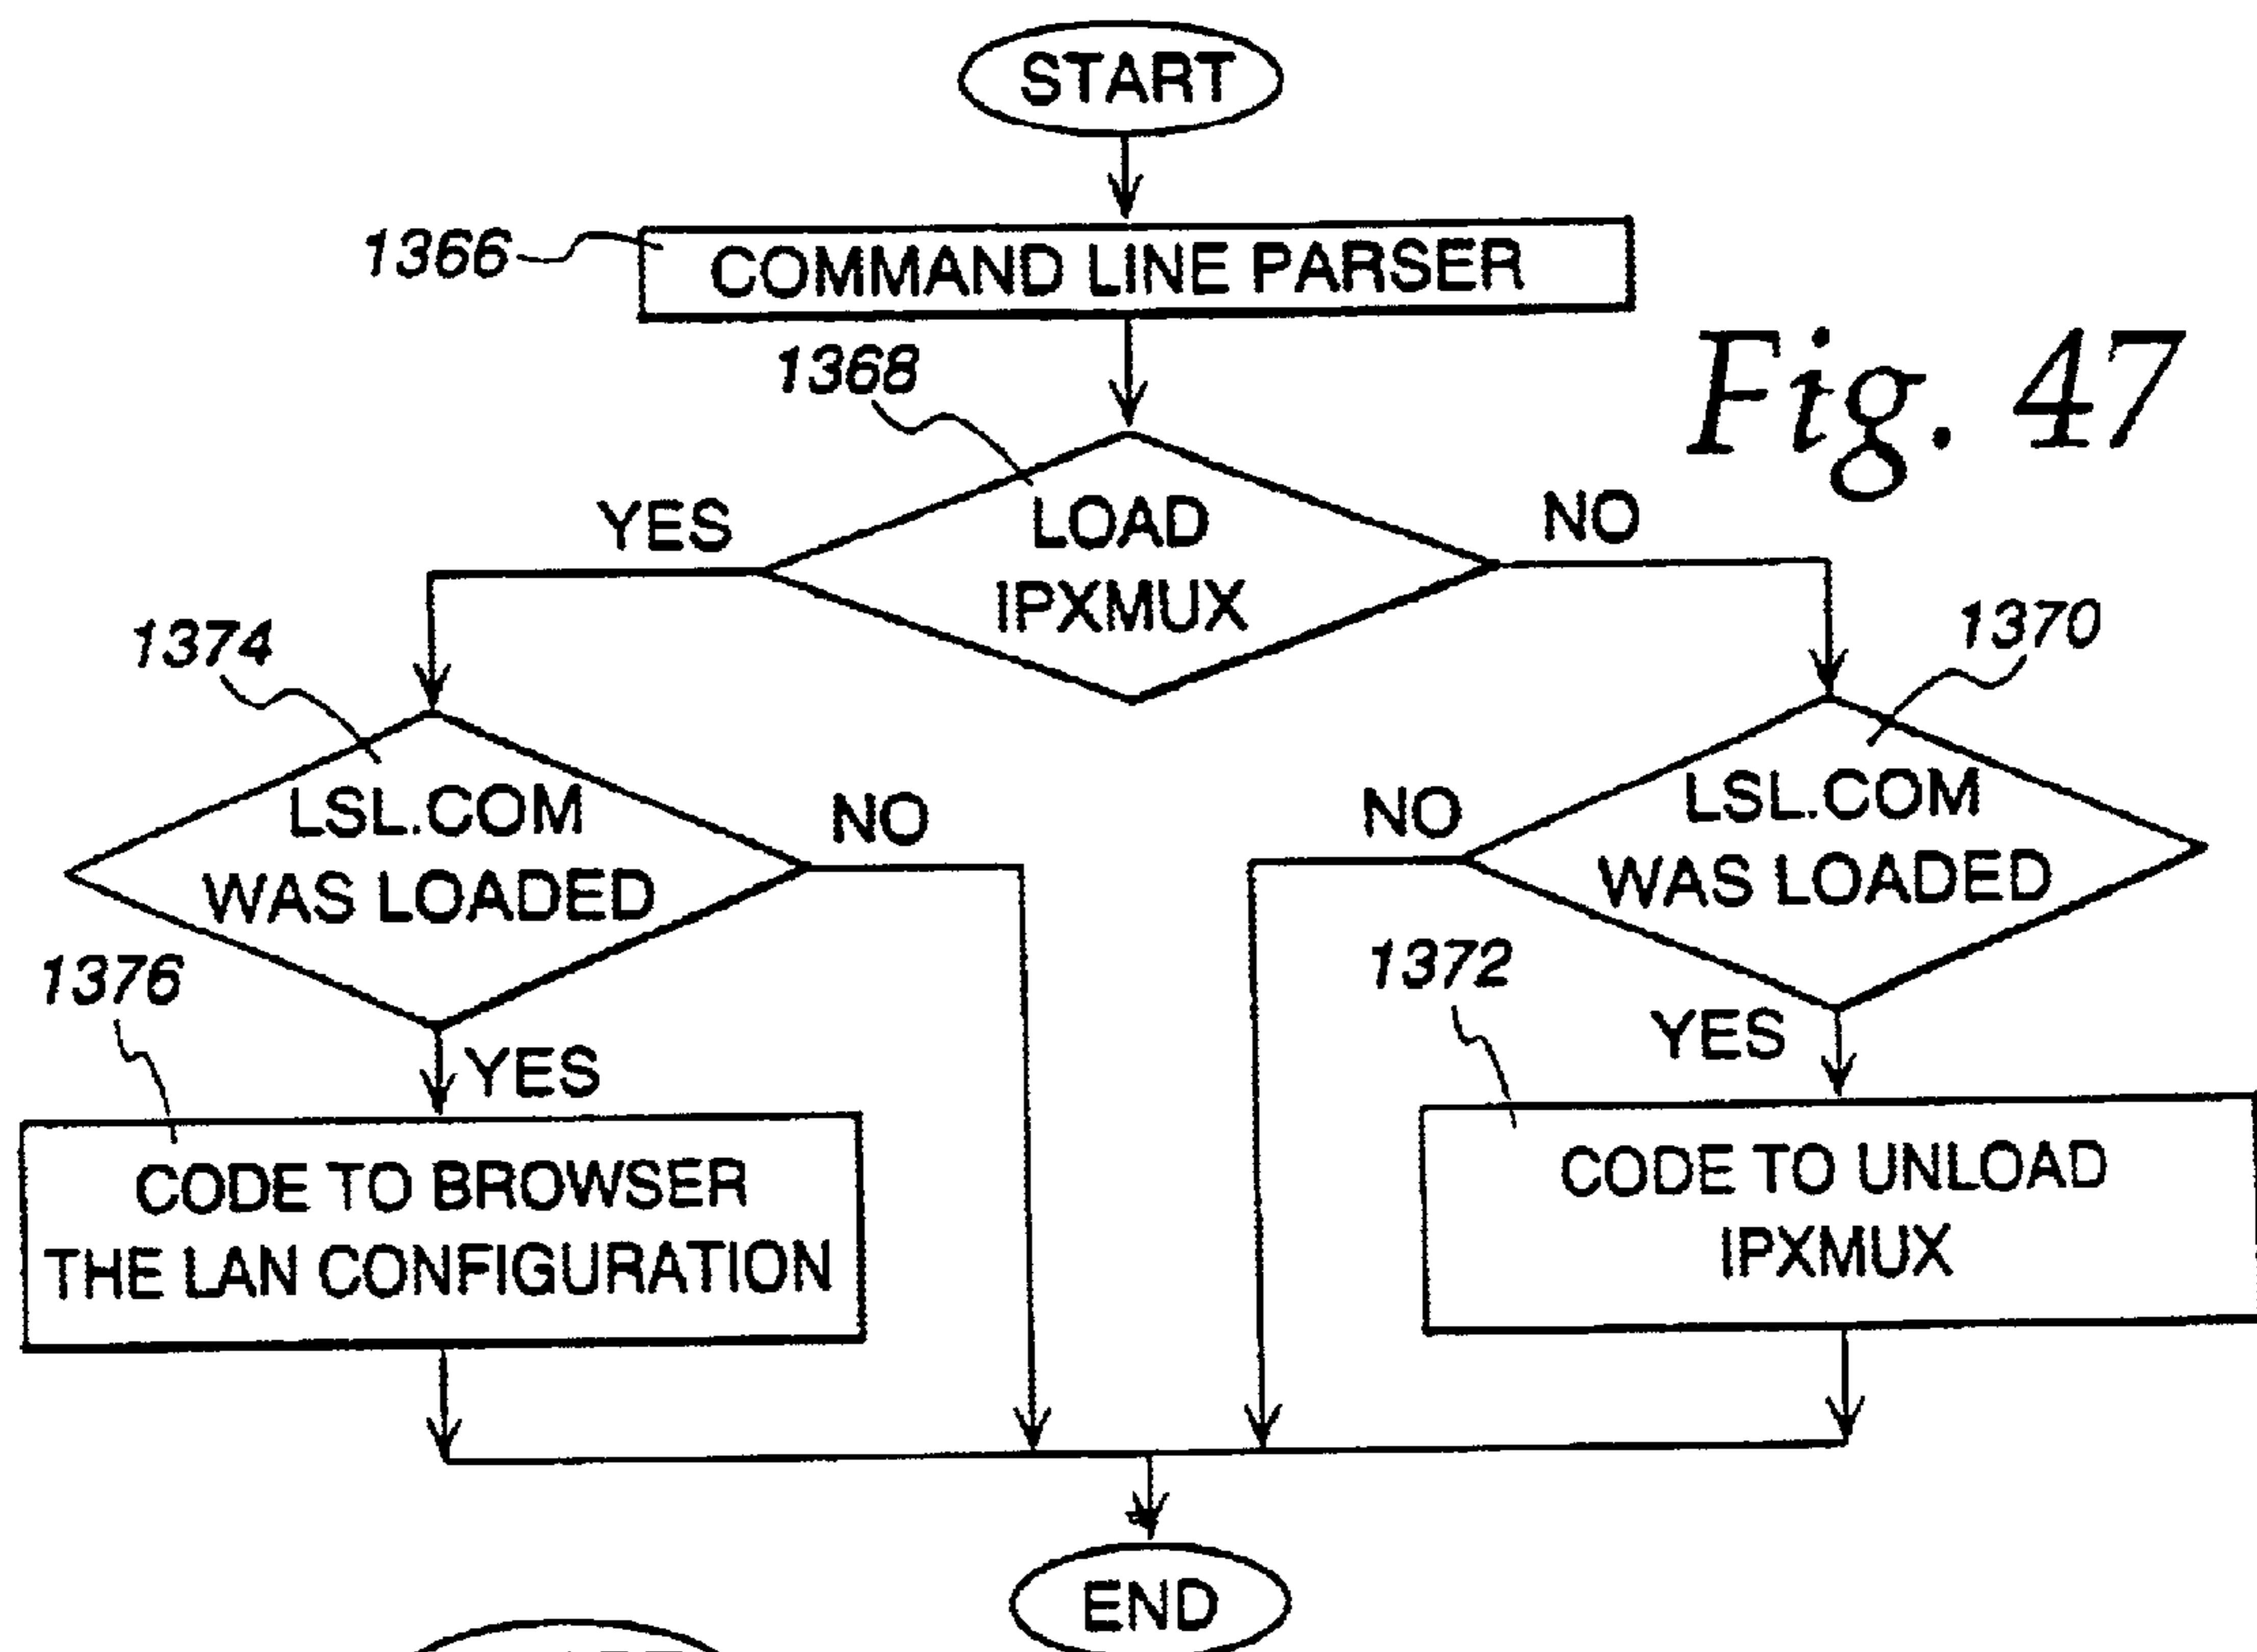 START
1366
COMMAND LINE PARSER
Fig. 47
1368
YES
LOAD
IPXMUX
NO
1374
1370
LSL.COM
WAS LOADED
NO
NO
LSL.COM
WAS LOADED
1376
1372
YES
YES
CODE TO BROWSER
THE LAN CONFIGURATION
CODE TO UNLOAD
IPXMUX
END